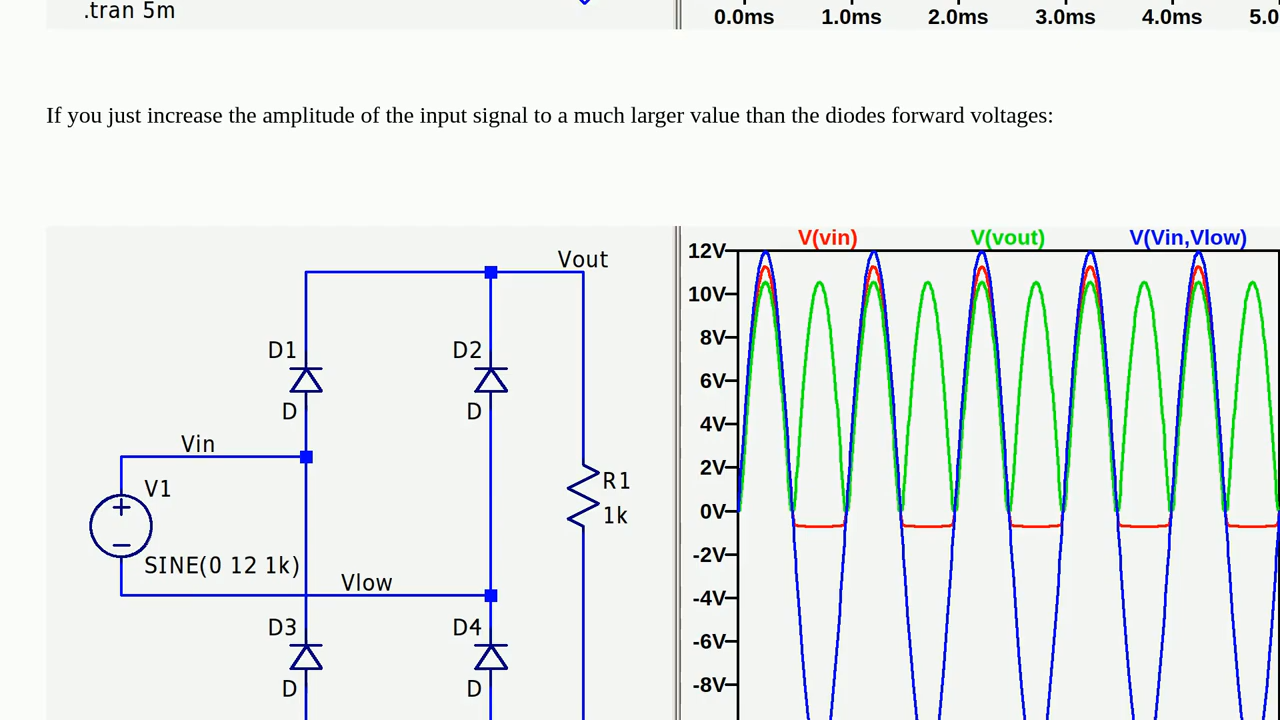 .tran 5m
0.0ms 1.0ms 2.0ms 3.0ms 4.0ms 5.0
If you just increase the amplitude of the input signal to a much larger value than the diodes forward voltages:
Vout
D1
D2
D
D
Vin
V1
R1
1k
SINE(0 12 1k)
Vlow
D3
D4
D
D
V(vin) V(vout) V(Vin,Vlow)
12V
10V
8V
6V
4V
2V
0V
-2V
-4V
-6V
-8V